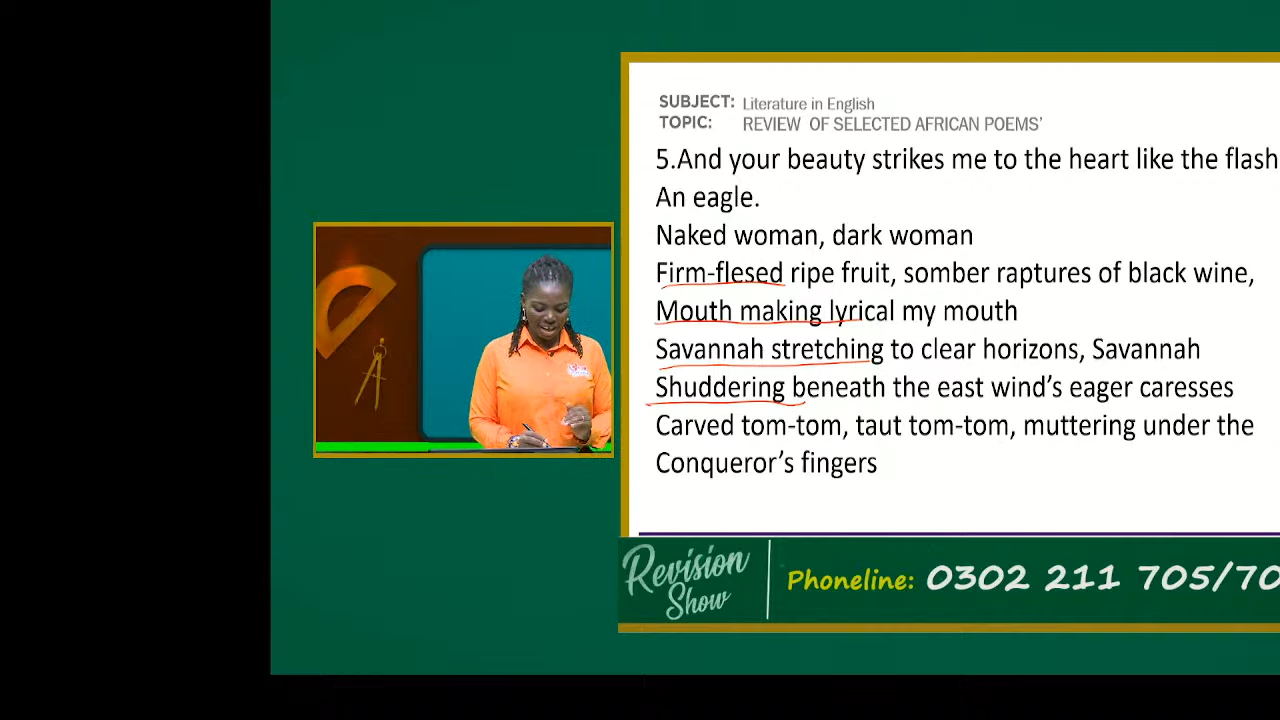 SUBJECT: Literature in English
TOPIC: REVIEW OF SELECTED AFRICAN POEMS'
5.And your beauty strikes me to the heart like the flash
An eagle.
Naked woman, dark woman
Firm-flesed ripe fruit, somber raptures of black wine,
Mouth making lyrical my mouth
Savannah stretching to clear horizons, Savannah
Shuddering beneath the east wind's eager caresses
Carved tom-tom, taut tom-tom, muttering under the
Conqueror's fingers
Revision Show
Phoneline: 0302 211 705/70